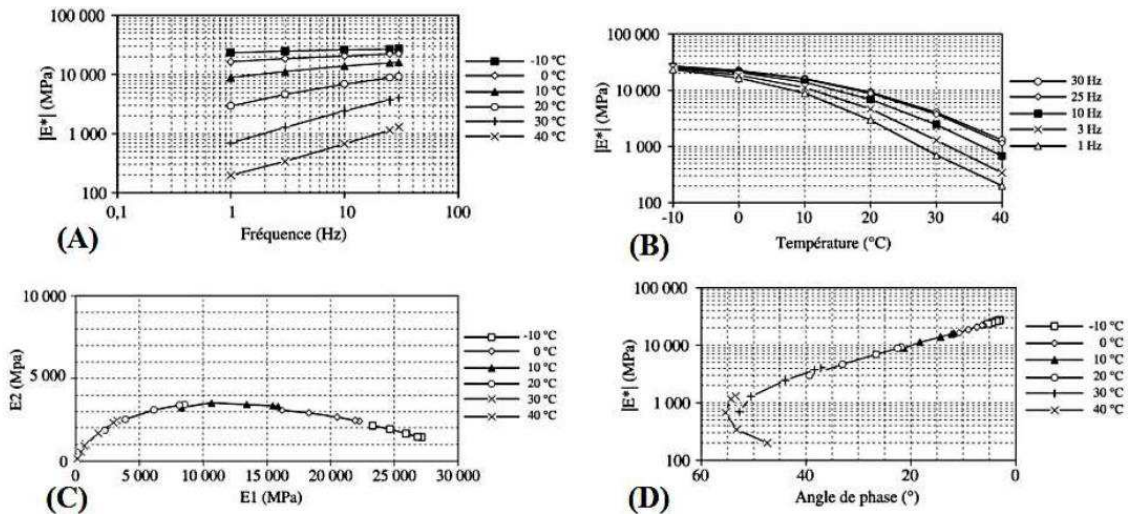 100 000
10 000
1 000
100
|E*| (MPa)
0,1
1
10
100
Fréquence (Hz)
-10 °C
0 °C
10 °C
20 °C
30 °C
40 °C
(A)
100 000
10 000
1 000
100
|E*| (MPa)
-10
0
10
20
30
40
Température (°C)
30 Hz
25 Hz
10 Hz
3 Hz
1 Hz
(B)
10 000
5 000
0
E2 (Mpa)
0
5 000
10 000
15 000
20 000
25 000
30 000
E1 (MPa)
-10 °C
0 °C
10 °C
20 °C
30 °C
40 °C
(C)
100 000
10 000
1 000
100
|E*| (MPa)
60
40
20
0
Angle de phase (°)
-10 °C
0 °C
10 °C
20 °C
30 °C
40 °C
(D)